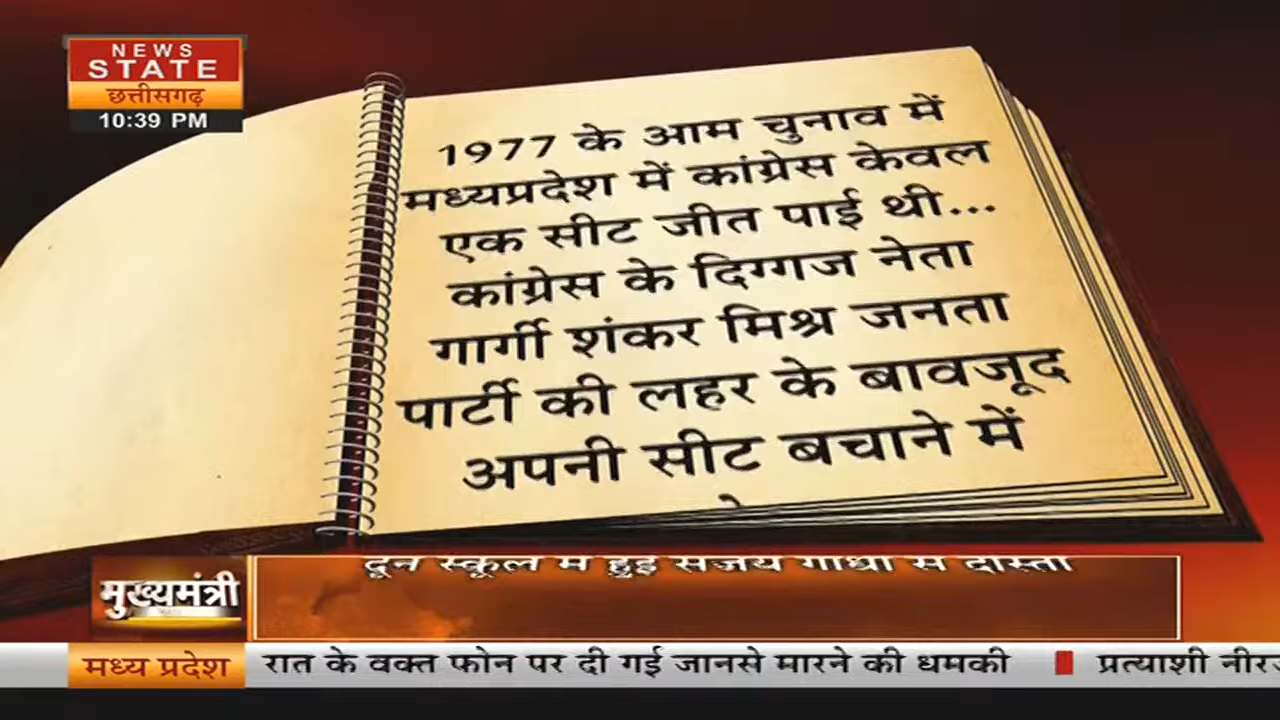 NEWS
STATE
छत्तीसगढ़
10:39 PM
1977 के आम चुनाव में
मध्यप्रदेश में कांग्रेस केवल
एक सीट जीत पाई थी...
कांग्रेस के दिग्गज नेता
गार्गी शंकर मिश्र जनता
पार्टी की लहर के बावजूद
अपनी सीट बचाने में
दून स्कूल में हुई संजय गांधी से दोस्ती
मुख्यमंत्री
मध्य प्रदेश
रात के वक्त फोन पर दी गई जानसे मारने की धमकी
प्रत्याशी